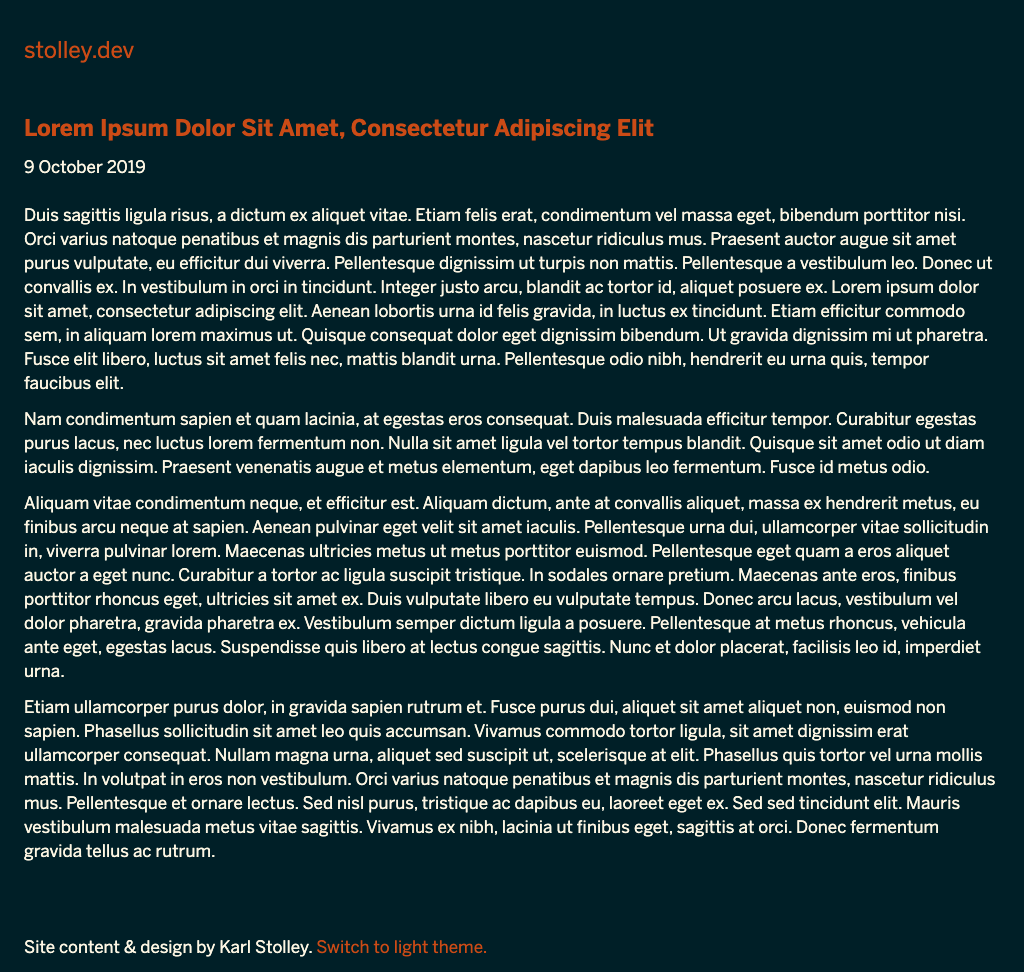 stolley.dev
Lorem Ipsum Dolor Sit Amet, Consectetur Adipiscing Elit
9 October 2019
Duis sagittis ligula risus, a dictum ex aliquet vitae. Etiam felis erat, condimentum vel massa eget, bibendum porttitor nisi.
Orci varius natoque penatibus et magnis dis parturient montes, nascetur ridiculus mus. Praesent auctor augue sit amet
purus vulputate, eu efficitur dui viverra. Pellentesque dignissim ut turpis non mattis. Pellentesque a vestibulum leo. Donec ut
convallis ex. In vestibulum in orci in tincidunt. Integer justo arcu, blandit ac tortor id, aliquet posuere ex. Lorem ipsum dolor
sit amet, consectetur adipiscing elit. Aenean lobortis urna id felis gravida, in luctus ex tincidunt. Etiam efficitur commodo
sem, in aliquam lorem maximus ut. Quisque consequat dolor eget dignissim bibendum. Ut gravida dignissim mi ut pharetra.
Fusce elit libero, luctus sit amet felis nec, mattis blandit urna. Pellentesque odio nibh, hendrerit eu urna quis, tempor
faucibus elit.
Nam condimentum sapien et quam lacinia, at egestas eros consequat. Duis malesuada efficitur tempor. Curabitur egestas
purus lacus, nec luctus lorem fermentum non. Nulla sit amet ligula vel tortor tempus blandit. Quisque sit amet odio ut diam
iaculis dignissim. Praesent venenatis augue et metus elementum, eget dapibus leo fermentum. Fusce id metus odio.
Aliquam vitae condimentum neque, et efficitur est. Aliquam dictum, ante at convallis aliquet, massa ex hendrerit metus, eu
finibus arcu neque at sapien. Aenean pulvinar eget velit sit amet iaculis. Pellentesque urna dui, ullamcorper vitae sollicitudin
in, viverra pulvinar lorem. Maecenas ultricies metus ut metus porttitor euismod. Pellentesque eget quam a eros aliquet
auctor a eget nunc. Curabitur a tortor ac ligula suscipit tristique. In sodales ornare pretium. Maecenas ante eros, finibus
porttitor rhoncus eget, ultricies sit amet ex. Duis vulputate libero eu vulputate tempus. Donec arcu lacus, vestibulum vel
dolor pharetra, gravida pharetra ex. Vestibulum semper dictum ligula a posuere. Pellentesque at metus rhoncus, vehicula
ante eget, egestas lacus. Suspendisse quis libero at lectus congue sagittis. Nunc et dolor placerat, facilisis leo id, imperdiet
urna.
Etiam ullamcorper purus dolor, in gravida sapien rutrum et. Fusce purus dui, aliquet sit amet aliquet non, euismod non
sapien. Phasellus sollicitudin sit amet leo quis accumsan. Vivamus commodo tortor ligula, sit amet dignissim erat
ullamcorper consequat. Nullam magna urna, aliquet sed suscipit ut, scelerisque at elit. Phasellus quis tortor vel urna mollis
mattis. In volutpat in eros non vestibulum. Orci varius natoque penatibus et magnis dis parturient montes, nascetur ridiculus
mus. Pellentesque et ornare lectus. Sed nisl purus, tristique ac dapibus eu, laoreet eget ex. Sed sed tincidunt elit. Mauris
vestibulum malesuada metus vitae sagittis. Vivamus ex nibh, lacinia ut finibus eget, sagittis at orci. Donec fermentum
gravida tellus ac rutrum.
Site content & design by Karl Stolley. Switch to light theme.